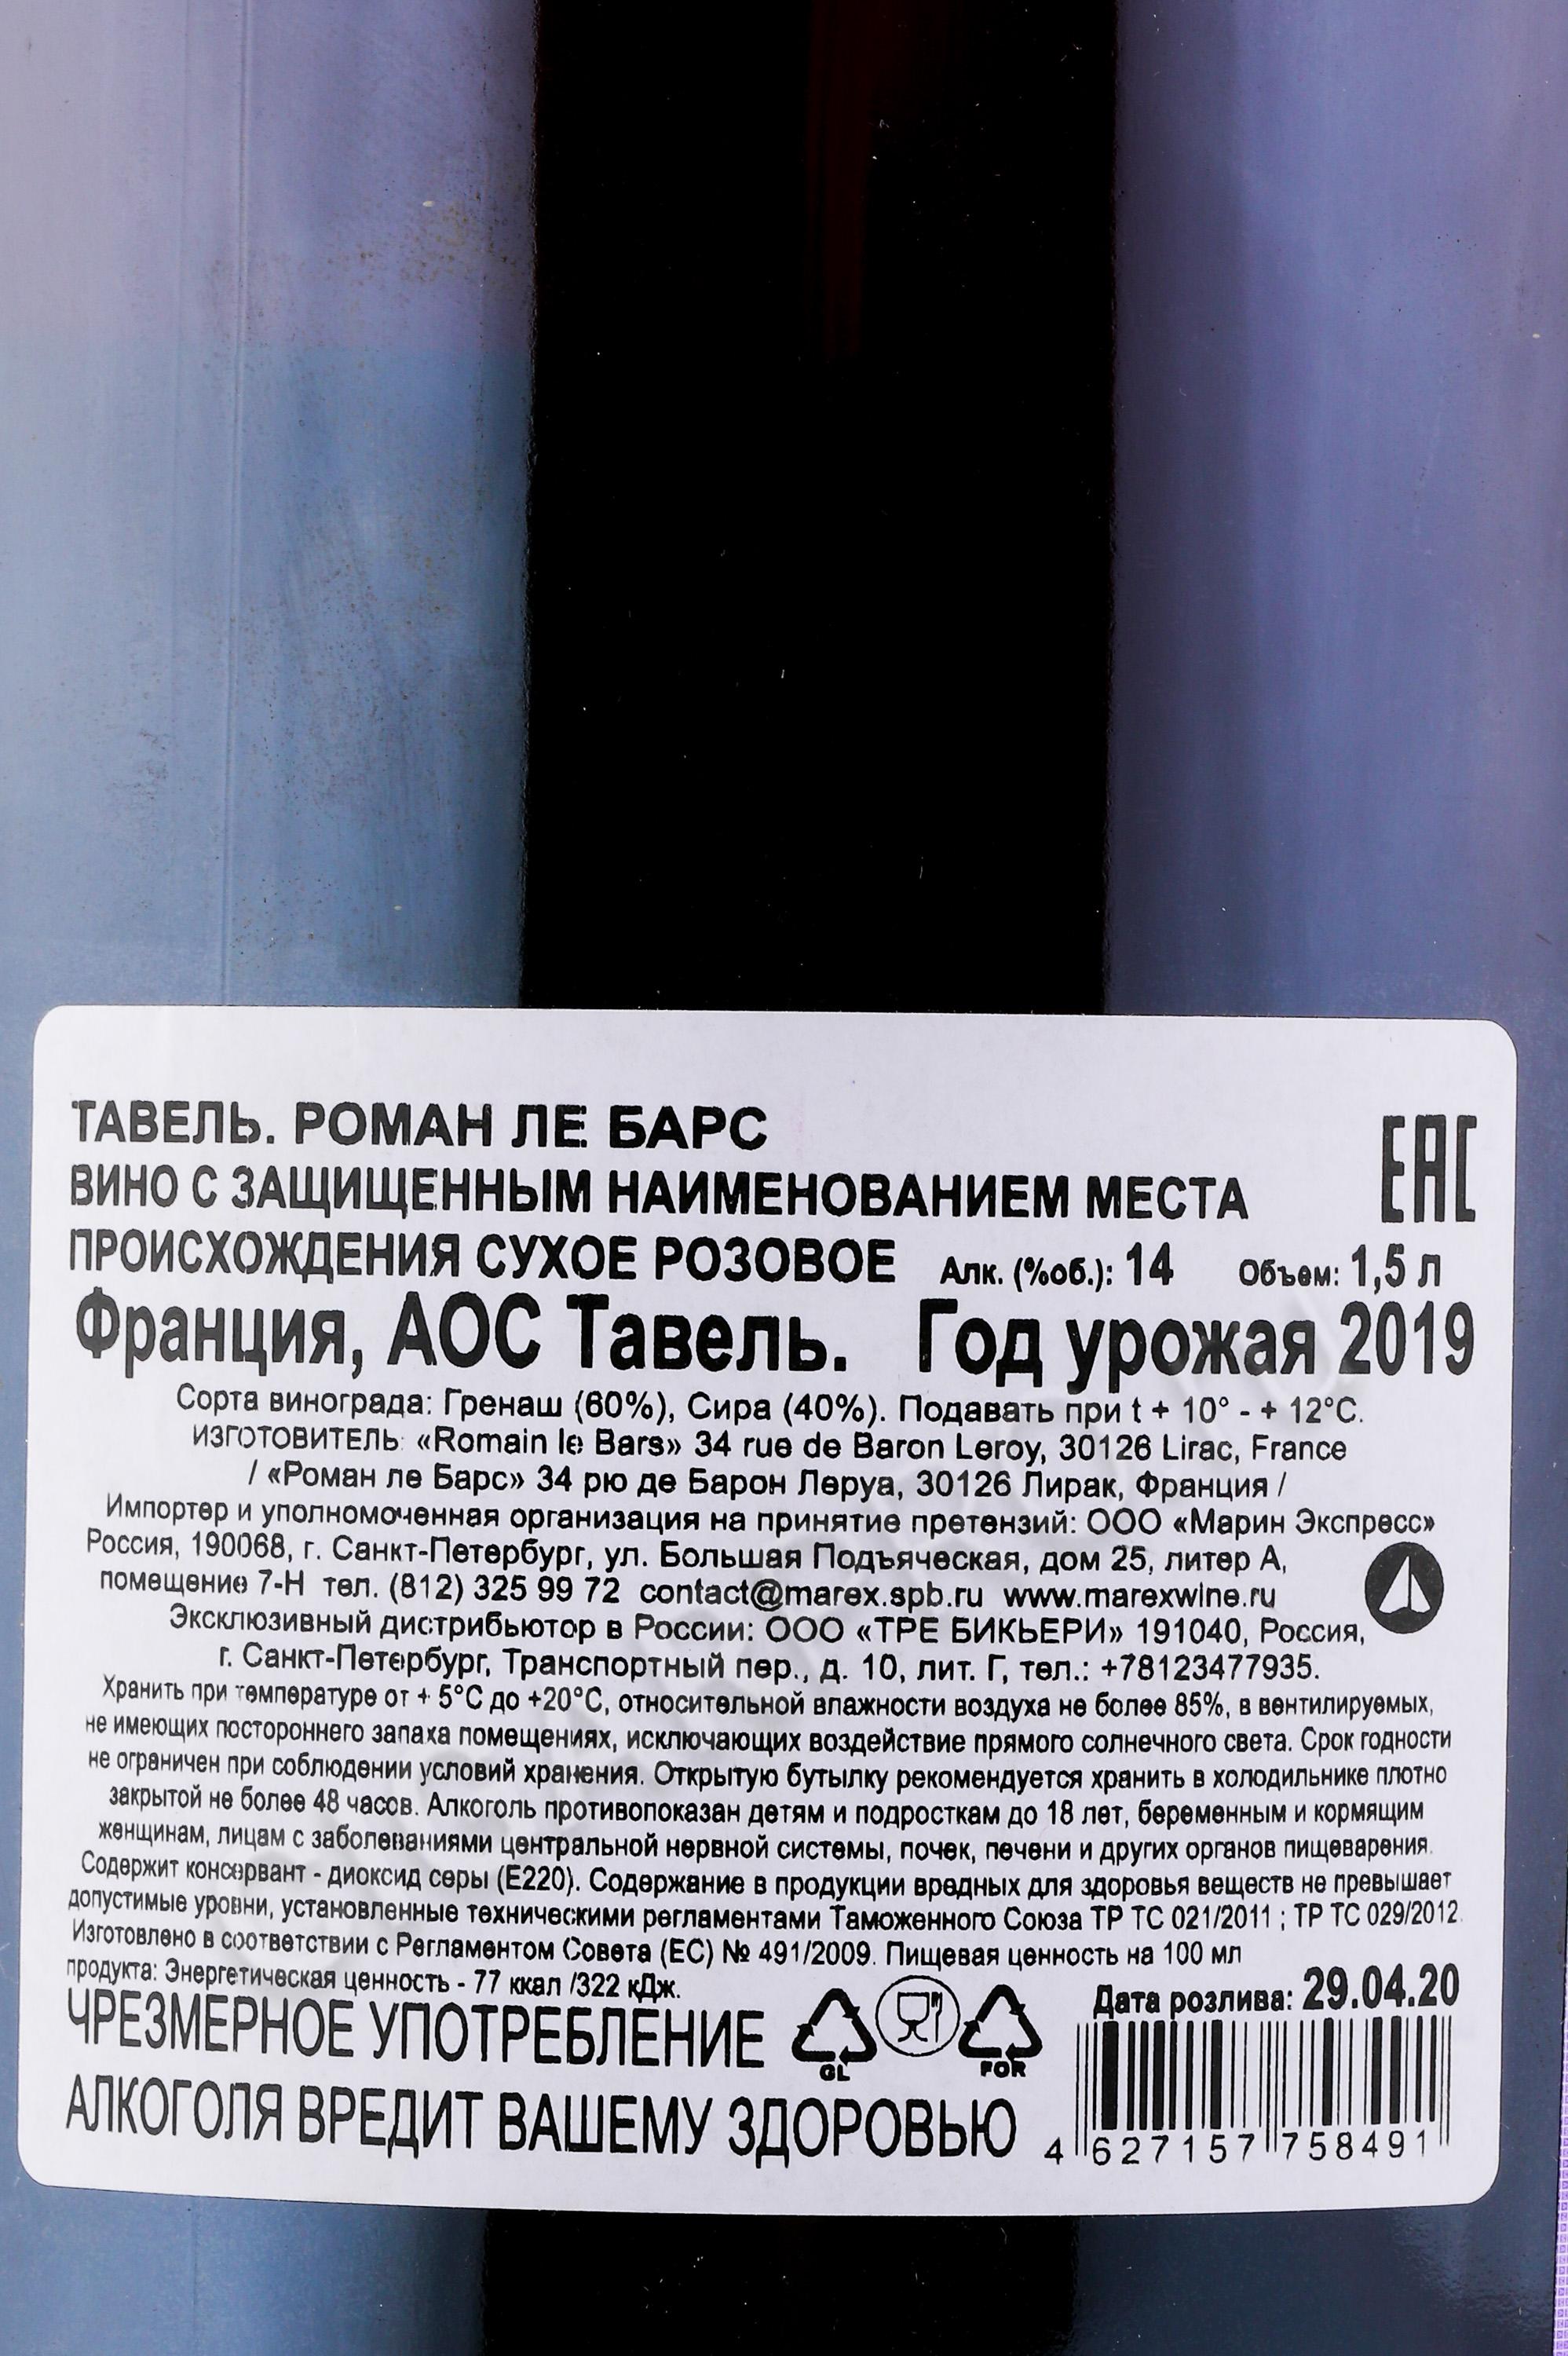 ТАВЕЛЬ. РОМАН ЛЕ БАРС
ЕАС
ВИНО С ЗАЩИЩЕННЫМ НАИМЕНОВАНИЕМ МЕСТА
ПРОИСХОЖДЕНИЯ СУХОЕ РОЗОВОЕ Алк. (%об.): 14 Объем: 1,5 л
Франция, АОС Тавель. Год урожая 2019
Сорта винограда: Гренаш (60%), Сира (40%). Подавать при t + 10° - + 12°С.
ИЗГОТОВИТЕЛЬ: «Romain le Bars» 34 rue de Baron Leroy, 30126 Lirac, France
/ «Роман ле Барс» 34 рю де Барон Леруа, 30126 Лирак, Франция /
Импортер и уполномоченная организация на принятие претензий: ООО «Марин Экспресс»
Россия, 190068, г. Санкт-Петербург, ул. Большая Подъяческая, дом 25, литер А,
помещение 7-Н тел. (812) 325 99 72 contact@marex.spb.ru www.marexwine.ru
Эксклюзивный дистрибьютор в России: ООО «ТРЕ БИКЬЕРИ» 191040, Россия,
г. Санкт-Петербург, Транспортный пер., д. 10, лит. Г, тел.: +78123477935.
Хранить при температуре от + 5°С до +20°С, относительной влажности воздуха не более 85%, в вентилируемых,
не имеющих постороннего запаха помещениях, исключающих воздействие прямого солнечного света. Срок годности
не ограничен при соблюдении условий хранения. Открытую бутылку рекомендуется хранить в холодильнике плотно
закрытой не более 48 часов. Алкоголь противопоказан детям и подросткам до 18 лет, беременным и кормящим
женщинам, лицам с заболеваниями центральной нервной системы, почек, печени и других органов пищеварения.
Содержит консервант - диоксид серы (Е220). Содержание в продукции вредных для здоровья веществ не превышает
допустимые уровни, установленные техническими регламентами Таможенного Союза ТР ТС 021/2011 ; ТР ТС 029/2012.
Изготовлено в соответствии с Регламентом Совета (ЕС) № 491/2009. Пищевая ценность на 100 мл
продукта: Энергетическая ценность - 77 ккал /322 кДж.
Дата розлива: 29.04.20
ЧРЕЗМЕРНОЕ УПОТРЕБЛЕНИЕ
GL FOR
АЛКОГОЛЯ ВРЕДИТ ВАШЕМУ ЗДОРОВЬЮ
4 627157 758491